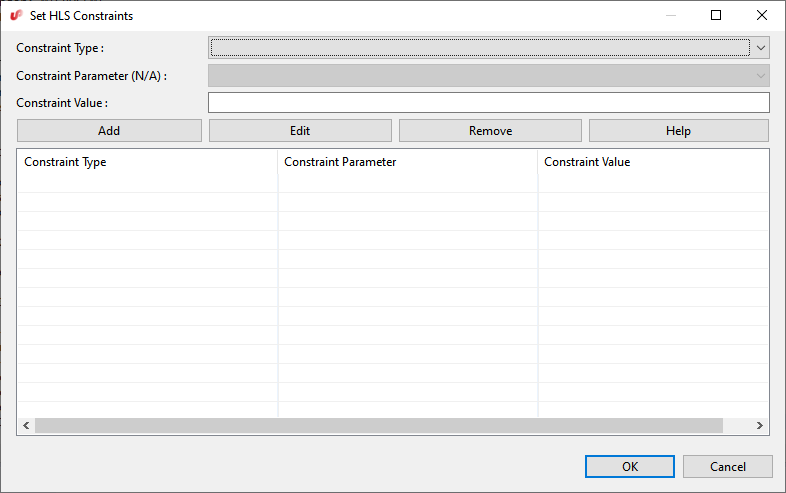 Set HLS Constraints
Constraint Type :
Constraint Parameter (N/A) :
Constraint Value :
Add Edit Remove Help
Constraint Type Constraint Parameter Constraint Value
OK Cancel